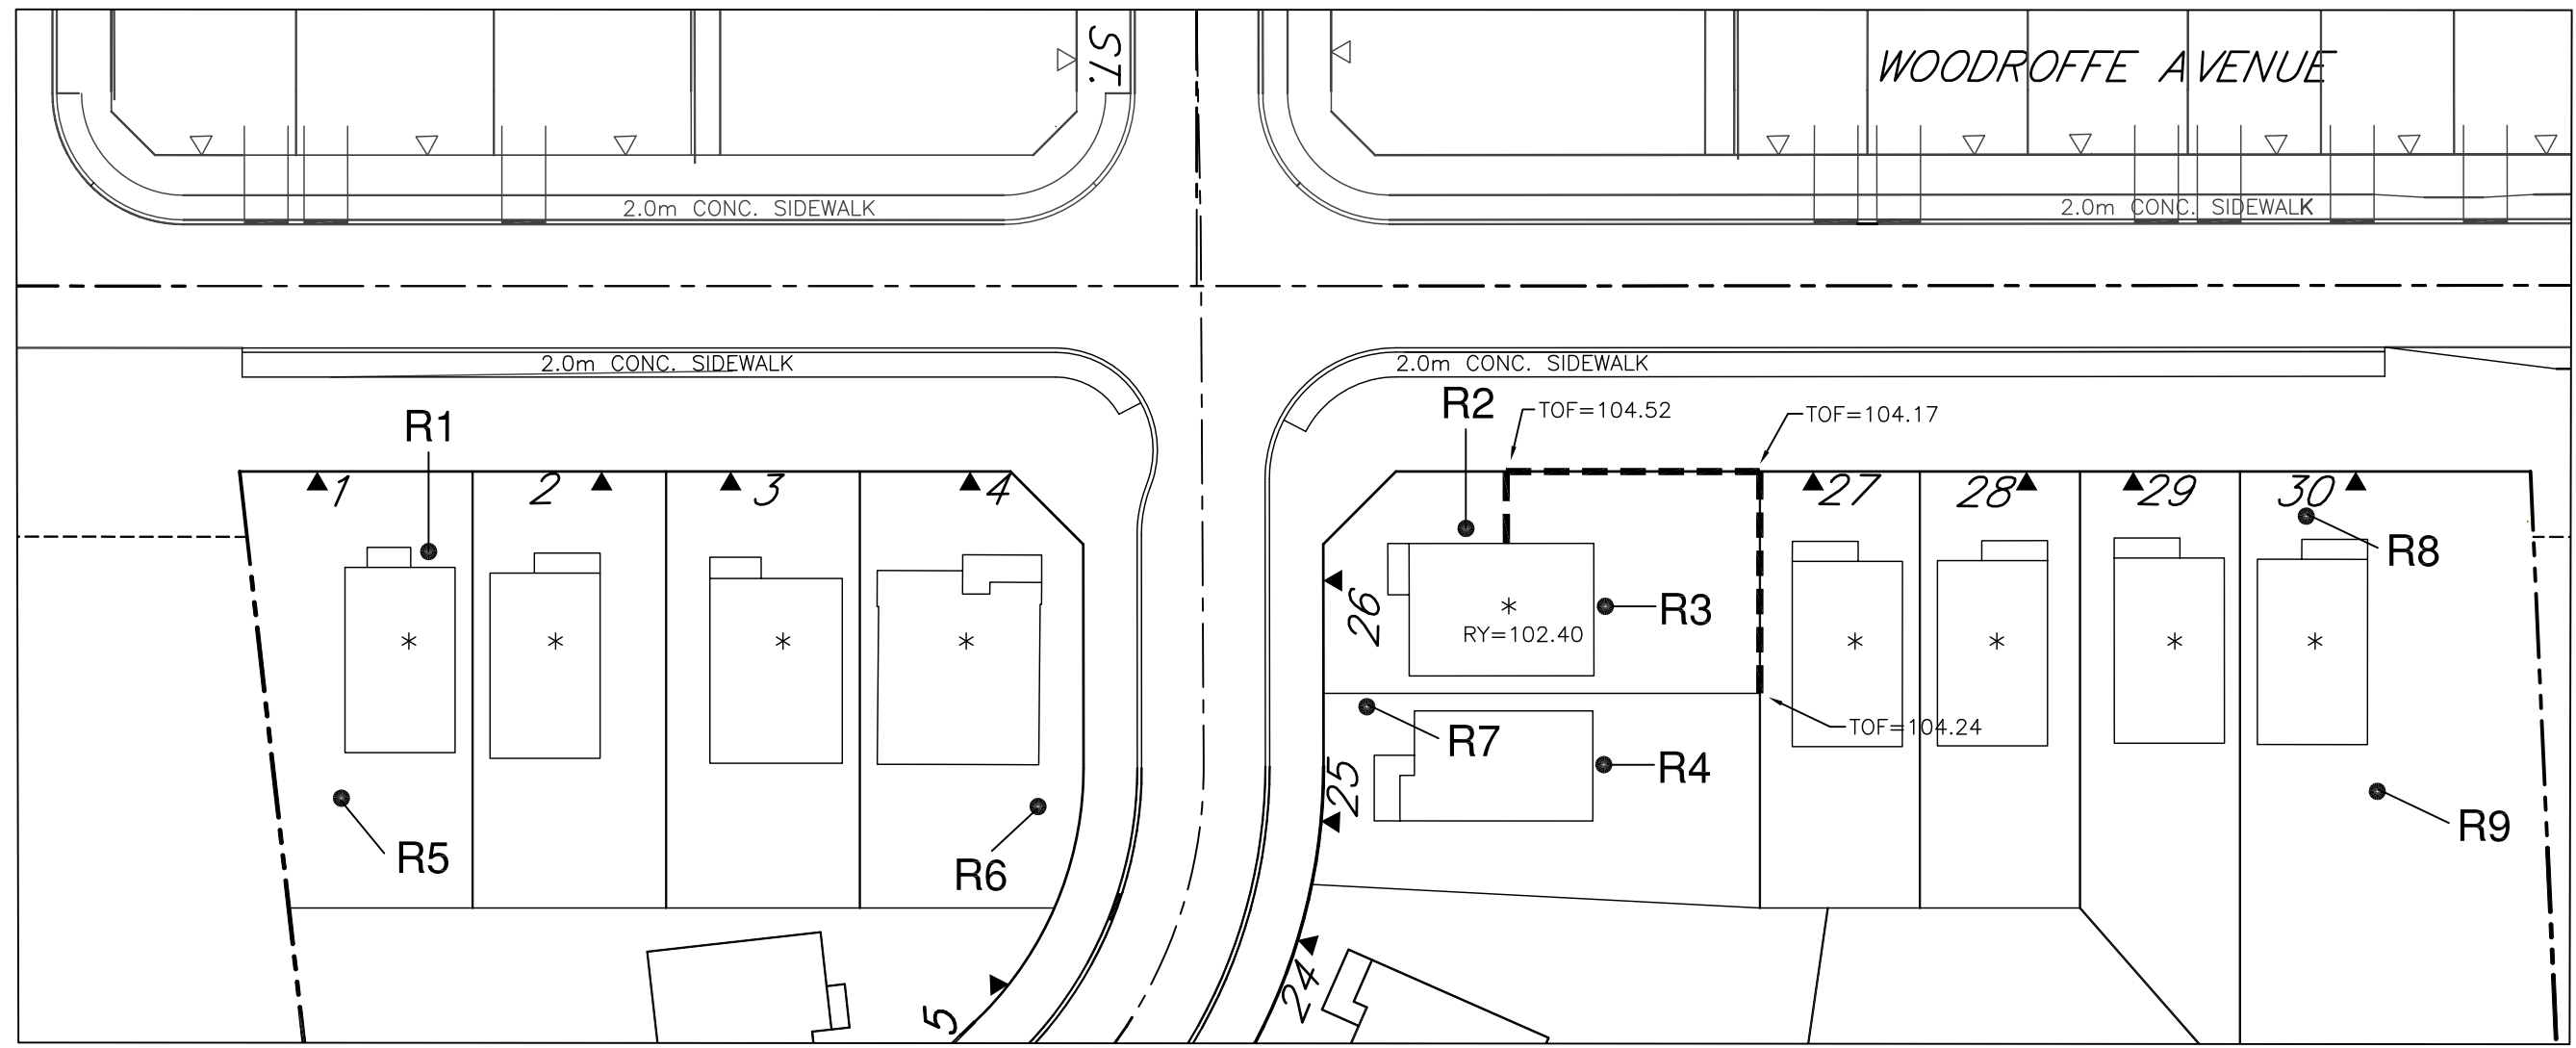 ST.
WOODROFFE AVENUE
2.0m CONC. SIDEWALK
2.0m CONC. SIDEWALK
2.0m CONC. SIDEWALK
2.0m CONC. SIDEWALK
R1
R2
TOF=104.52
TOF=104.17
1
2
3
4
27
28
29
30
R8
26
*
R3
RY=102.40
*
*
*
*
*
*
*
*
R7
TOF=104.24
25
R4
R5
R6
R9
24
5